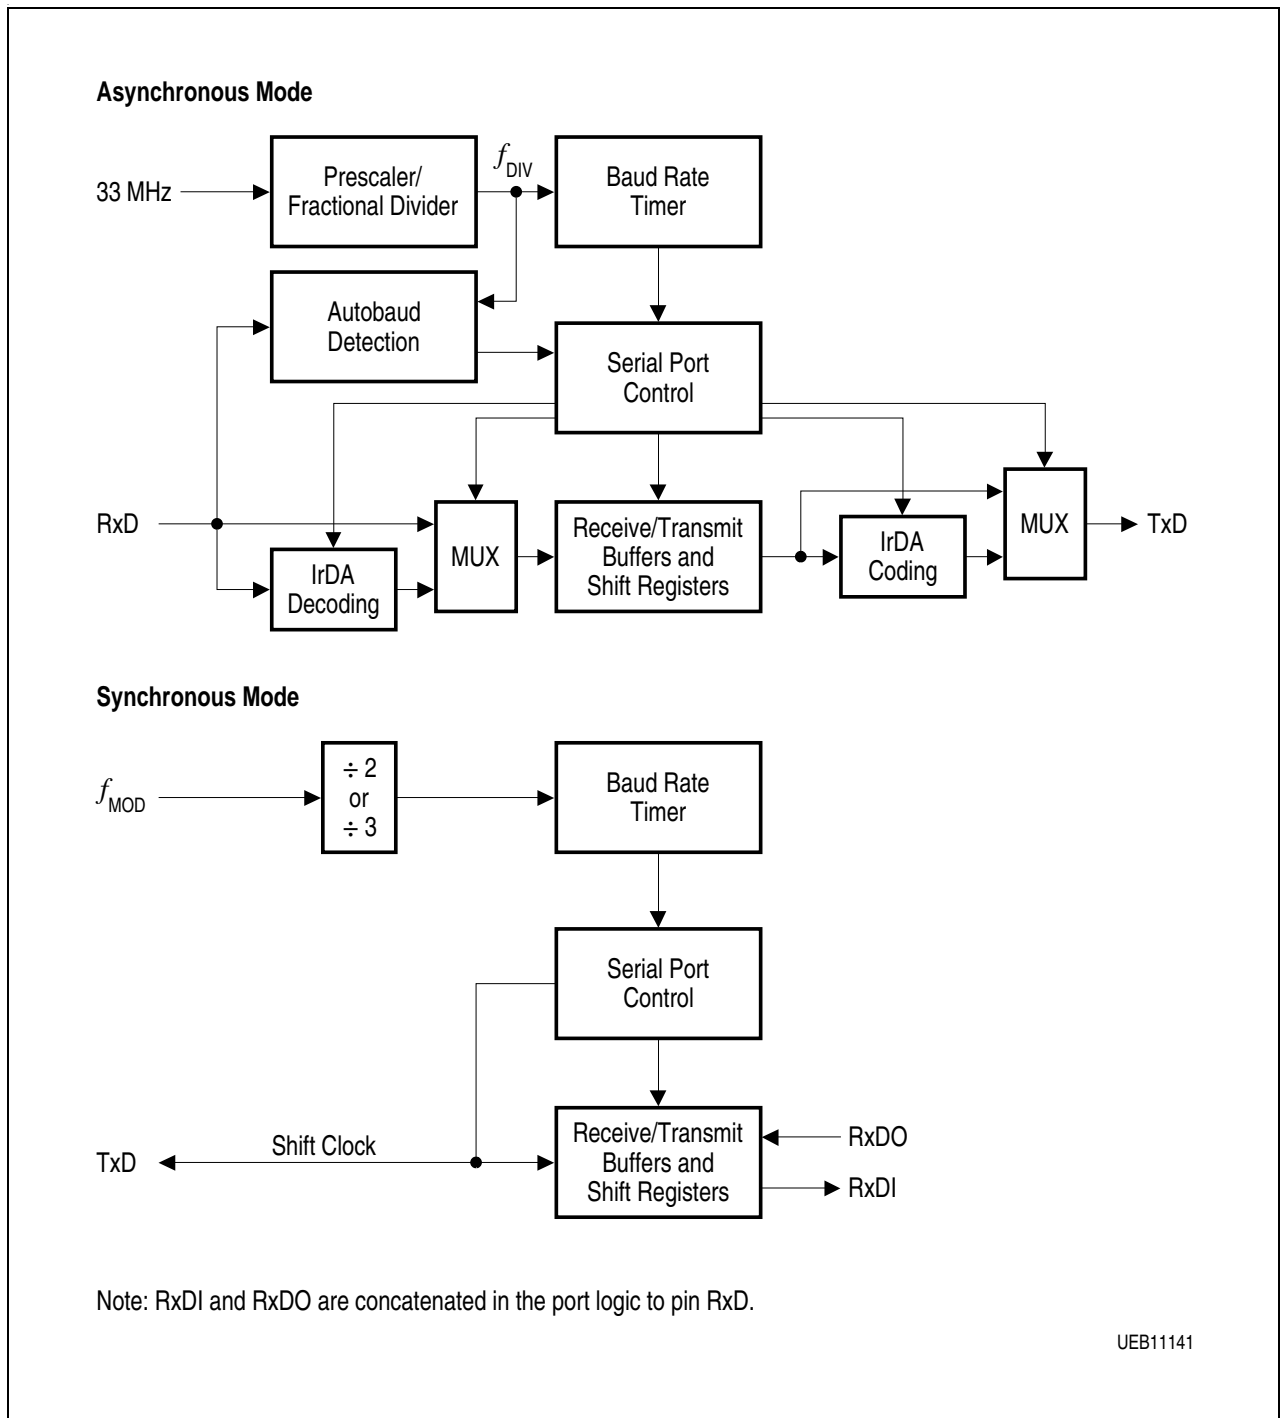 Asynchronous Mode
33 MHz
Prescaler/
Fractional Divider
fDIV
Baud Rate
Timer
Autobaud
Detection
Serial Port
Control
RxD
IrDA
Decoding
MUX
Receive/Transmit
Buffers and
Shift Registers
IrDA
Coding
MUX
TxD
Synchronous Mode
fMOD
÷ 2
or
÷ 3
Baud Rate
Timer
Serial Port
Control
TxD
Shift Clock
Receive/Transmit
Buffers and
Shift Registers
RxDO
RxDI
Note: RxDI and RxDO are concatenated in the port logic to pin RxD.
UEB11141